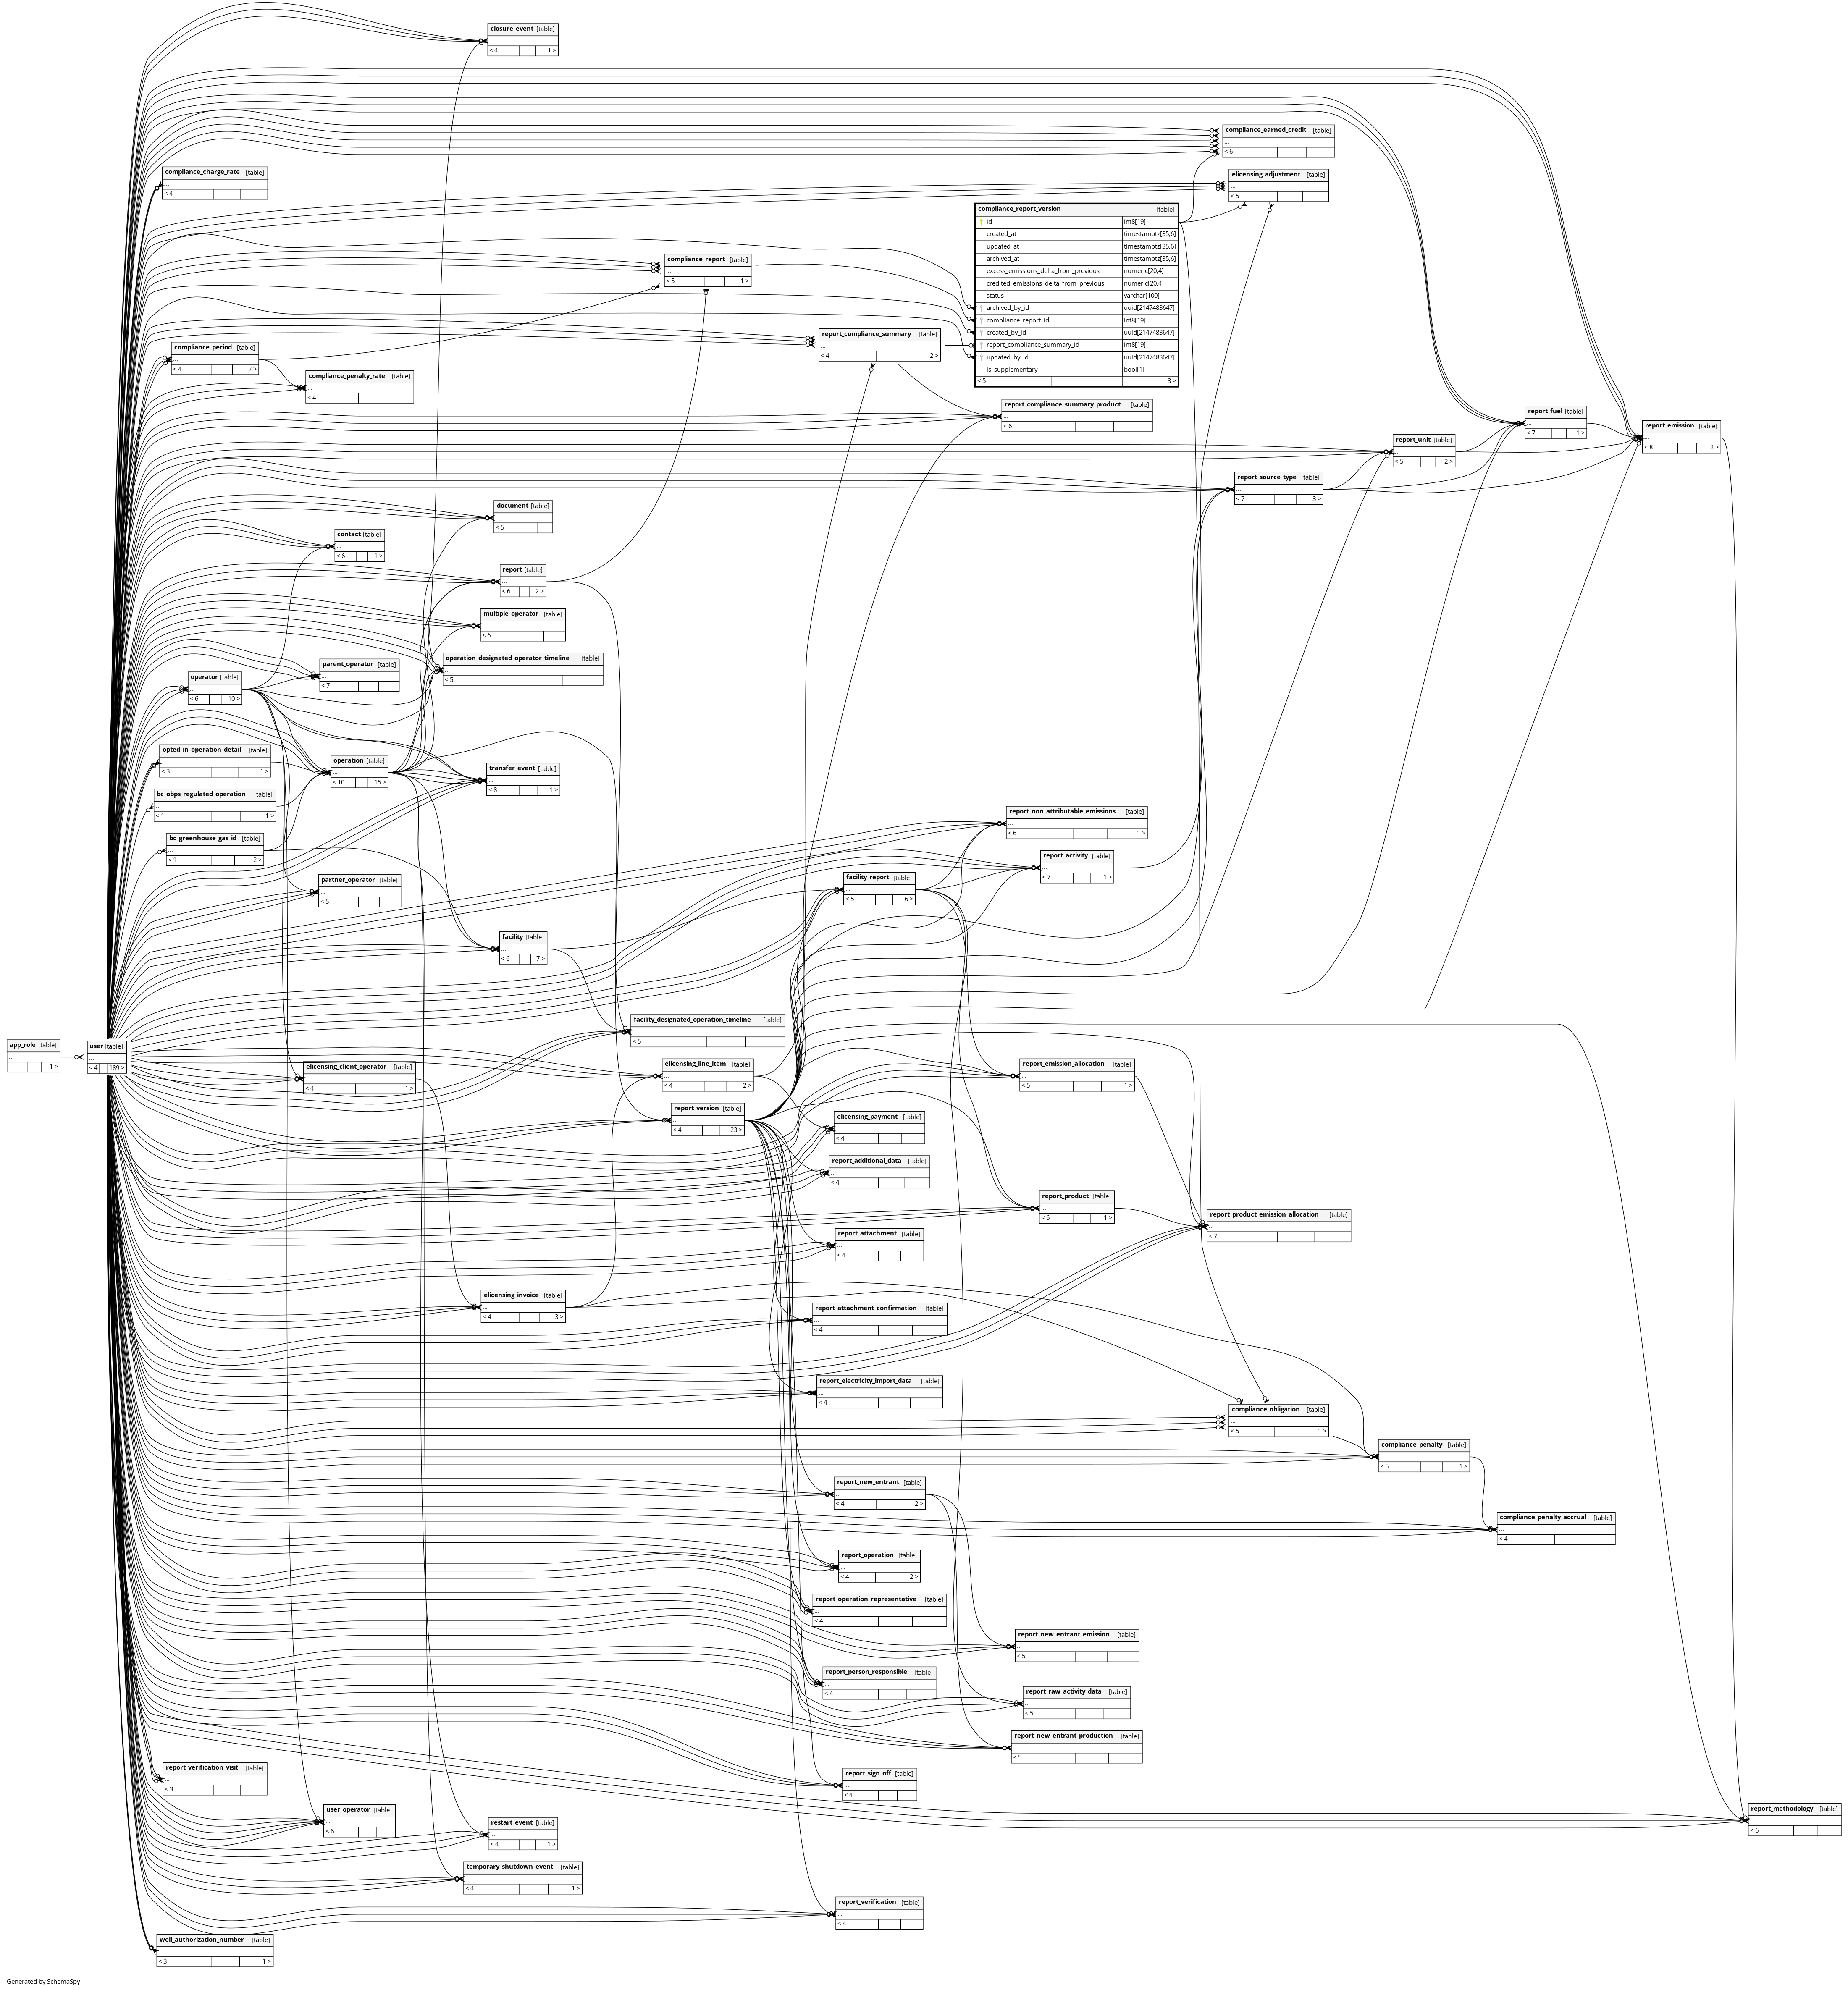 closure_event [table]
...
< 4 1 >
compliance_earned_credit [table]
...
< 6
compliance_charge_rate [table]
...
< 4
elicensing_adjustment [table]
...
< 5
compliance_report_version [table]
id int8[19]
created_at timestamptz[35,6]
updated_at timestamptz[35,6]
archived_at timestamptz[35,6]
excess_emissions_delta_from_previous numeric[20,4]
credited_emissions_delta_from_previous numeric[20,4]
status varchar[100]
archived_by_id uuid[2147483647]
compliance_report_id int8[19]
created_by_id uuid[2147483647]
report_compliance_summary_id int8[19]
updated_by_id uuid[2147483647]
is_supplementary bool[1]
< 5 3 >
compliance_report [table]
...
< 5 1 >
report_compliance_summary [table]
...
< 4 2 >
compliance_period [table]
...
< 4 2 >
compliance_penalty_rate [table]
...
< 4
report_compliance_summary_product [table]
...
< 6
report_fuel [table]
...
< 7 1 >
report_emission [table]
...
< 8 2 >
report_unit [table]
...
< 5 2 >
report_source_type [table]
...
< 7 3 >
document [table]
...
< 5
contact [table]
...
< 6 1 >
report [table]
...
< 6 2 >
multiple_operator [table]
...
< 6
operation_designated_operator_timeline [table]
...
< 5
parent_operator [table]
...
< 7
operator [table]
...
< 6 10 >
opted_in_operation_detail [table]
...
< 3 1 >
operation [table]
...
< 10 15 >
transfer_event [table]
...
< 8 1 >
bc_obps_regulated_operation [table]
...
< 1 1 >
report_non_attributable_emissions [table]
...
< 6 1 >
bc_greenhouse_gas_id [table]
...
< 1 2 >
report_activity [table]
...
< 7 1 >
partner_operator [table]
...
< 5
facility_report [table]
...
< 5 6 >
facility [table]
...
< 6 7 >
facility_designated_operation_timeline [table]
...
< 5
app_role [table]
...
1 >
user [table]
...
< 4 189 >
elicensing_client_operator [table]
...
< 4 1 >
elicensing_line_item [table]
...
< 4 2 >
report_emission_allocation [table]
...
< 5 1 >
report_version [table]
...
< 4 23 >
elicensing_payment [table]
...
< 4
report_additional_data [table]
...
< 4
report_product [table]
...
< 6 1 >
report_product_emission_allocation [table]
...
< 7
report_attachment [table]
...
< 4
elicensing_invoice [table]
...
< 4 3 >
report_attachment_confirmation [table]
...
< 4
report_electricity_import_data [table]
...
< 4
compliance_obligation [table]
...
< 5 1 >
compliance_penalty [table]
...
< 5 1 >
report_new_entrant [table]
...
< 4 2 >
compliance_penalty_accrual [table]
...
< 4
report_operation [table]
...
< 4 2 >
report_operation_representative [table]
...
< 4
report_new_entrant_emission [table]
...
< 5
report_person_responsible [table]
...
< 4
report_raw_activity_data [table]
...
< 5
report_new_entrant_production [table]
...
< 5
report_verification_visit [table]
...
< 3
report_sign_off [table]
...
< 4
user_operator [table]
...
< 6
report_methodology [table]
...
< 6
restart_event [table]
...
< 4 1 >
temporary_shutdown_event [table]
...
< 4 1 >
report_verification [table]
...
< 4
well_authorization_number [table]
...
< 3 1 >
Generated by SchemaSpy